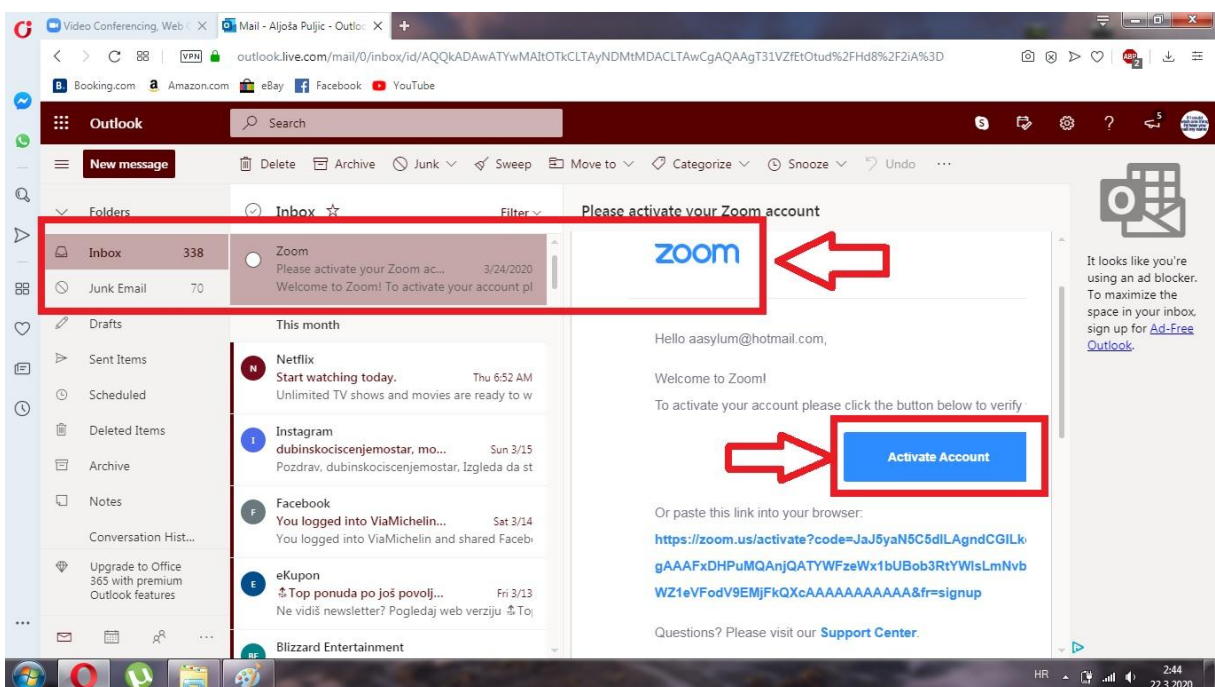 Video Conferencing, Web C
Mail - Aljoša Puljic - Outloo
VPN
outlook.live.com/mail/0/inbox/id/AQQkADAwATYwMAItOTkCLTAyNDMtMDACLTAwCgAQAAgT31VZfEtOtud%2FHd8%2F2iA%3D
ABP
2
B. Booking.com
a Amazon.com
eBay
Facebook
YouTube
Outlook
Search
S
?
5
New message
Delete
Archive
Junk
Sweep
Move to
Categorize
Snooze
Undo
Folders
Inbox 338
Junk Email 70
Drafts
Sent Items
Scheduled
Deleted Items
Archive
Notes
Conversation Hist...
Upgrade to Office
365 with premium
Outlook features
Inbox
Filter
Zoom
Please activate your Zoom ac... 3/24/2020
Welcome to Zoom! To activate your account pl
This month
N
Netflix
Start watching today. Thu 6:52 AM
Unlimited TV shows and movies are ready to w
I
Instagram
dubinskociscenjemostar, mo... Sun 3/15
Pozdrav, dubinskociscenjemostar, Izgleda da st
F
Facebook
You logged into ViaMichelin... Sat 3/14
You logged into ViaMichelin and shared Facebo
E
eKupon
Top ponuda po još povolj... Fri 3/13
Ne vidiš newsletter? Pogledaj web verziju To
BE
Blizzard Entertainment
Please activate your Zoom account
zoom
Hello aasylum@hotmail.com,
Welcome to Zoom!
To activate your account please click the button below to verify
Activate Account
Or paste this link into your browser:
https://zoom.us/activate?code=JaJ5yaN5C5dlLAgndCGILk
gAAAFxDHPuMQAnjQATYWFzeWx1bUBob3RtYWlsLmNvb
WZ1eVFodV9EMjFkQXcAAAAAAAAAAA&fr=signup
Questions? Please visit our Support Center.
It looks like you're
using an ad blocker.
To maximize the
space in your inbox,
sign up for Ad-Free
Outlook.
HR
2:44
22.3.2020